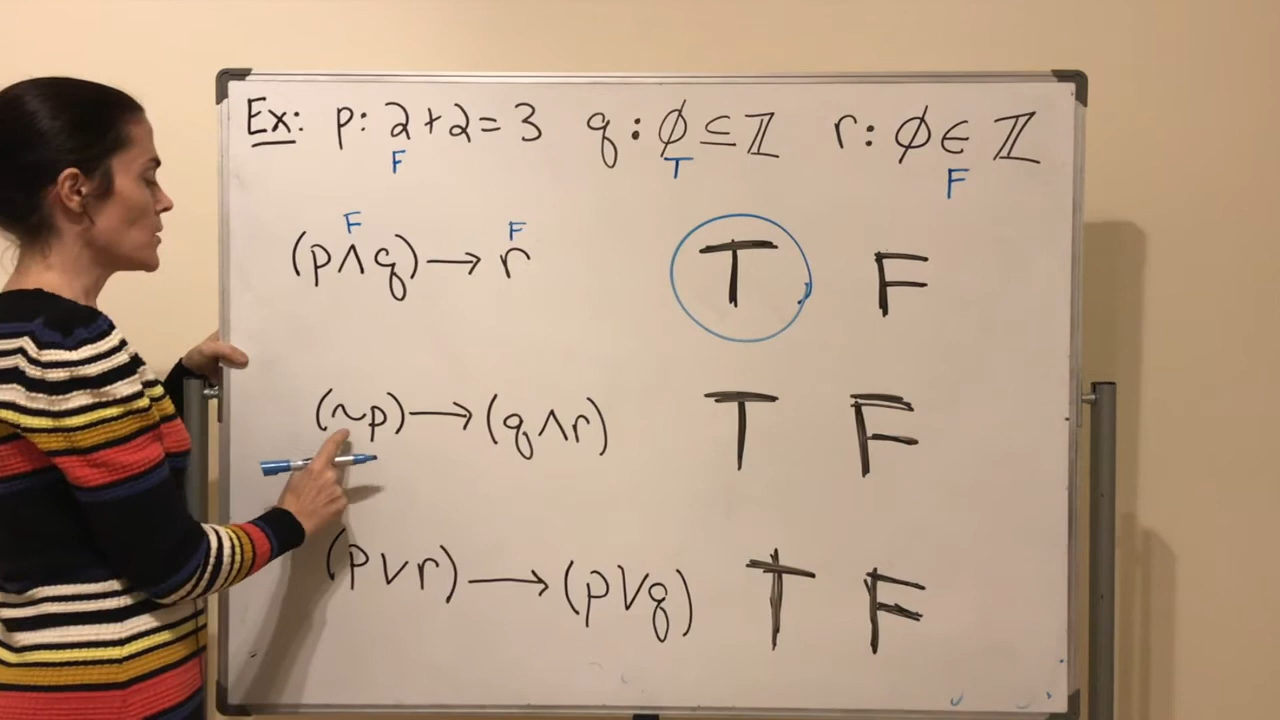 Ex: p: 2+2=3 q: ∅⊆ℤ r: ∅∈ℤ
F T F
F F
(p∧q)→r T F
(~p)→(q∧r) T F
(p∨r)→(p∨q) T F